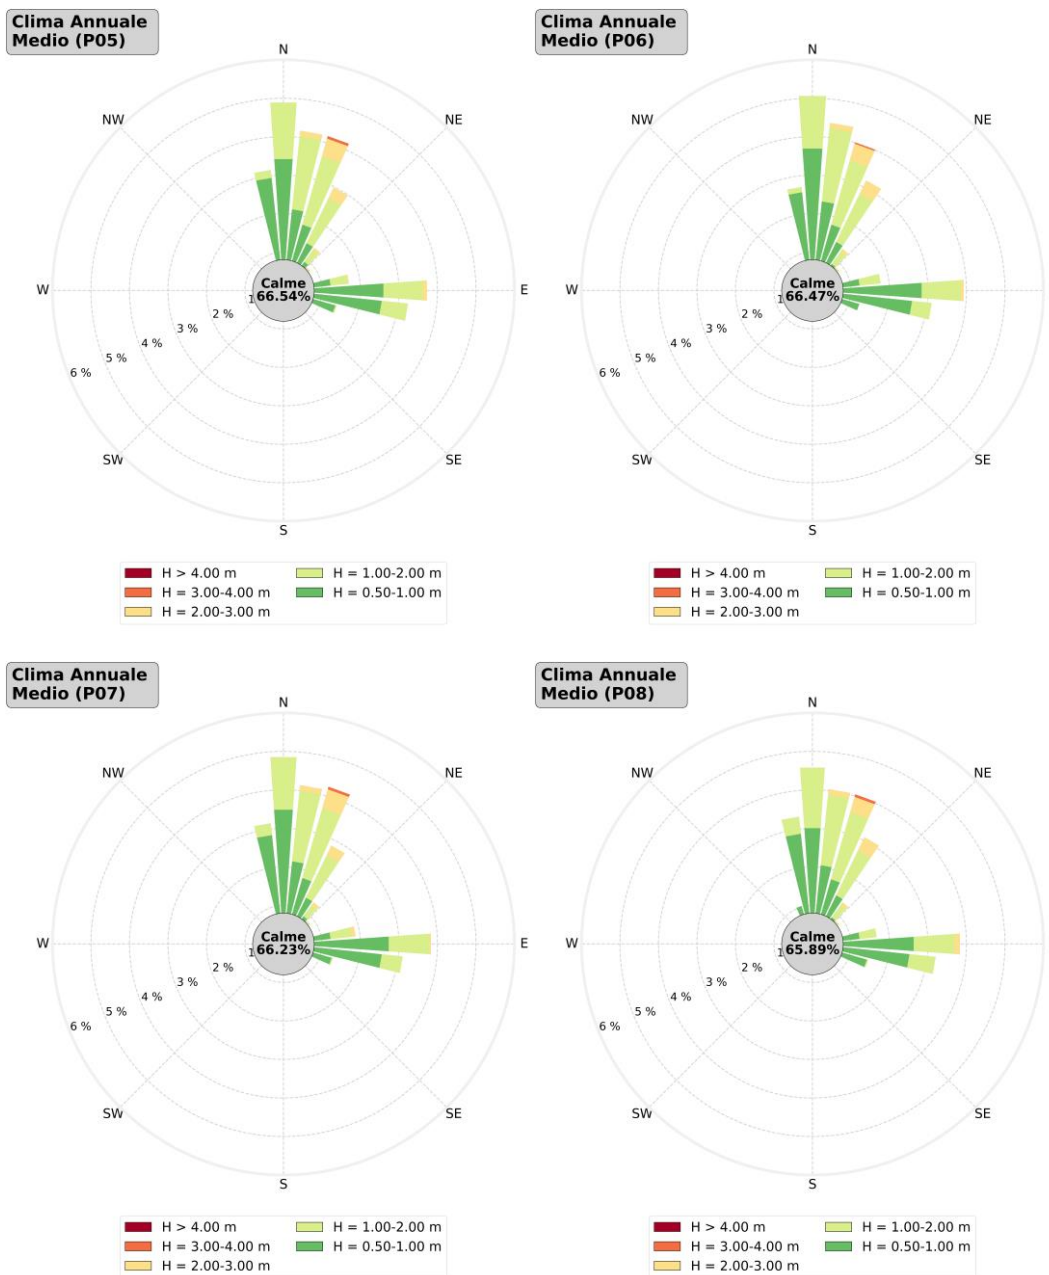 Clima Annuale
Medio (P05)
N
NW
NE
W
E
Calme
66.54%
1
2 %
3 %
4 %
5 %
6 %
SW
SE
S
H > 4.00 m
H = 3.00-4.00 m
H = 2.00-3.00 m
H = 1.00-2.00 m
H = 0.50-1.00 m
Clima Annuale
Medio (P06)
N
NW
NE
W
Calme
66.47%
1
2 %
3 %
4 %
5 %
6 %
SW
SE
S
H > 4.00 m
H = 3.00-4.00 m
H = 2.00-3.00 m
H = 1.00-2.00 m
H = 0.50-1.00 m
Clima Annuale
Medio (P07)
N
NW
NE
W
E
Calme
66.23%
1
2 %
3 %
4 %
5 %
6 %
SW
SE
S
H > 4.00 m
H = 3.00-4.00 m
H = 2.00-3.00 m
H = 1.00-2.00 m
H = 0.50-1.00 m
Clima Annuale
Medio (P08)
N
NW
NE
W
Calme
65.89%
1
2 %
3 %
4 %
5 %
6 %
SW
SE
S
H > 4.00 m
H = 3.00-4.00 m
H = 2.00-3.00 m
H = 1.00-2.00 m
H = 0.50-1.00 m